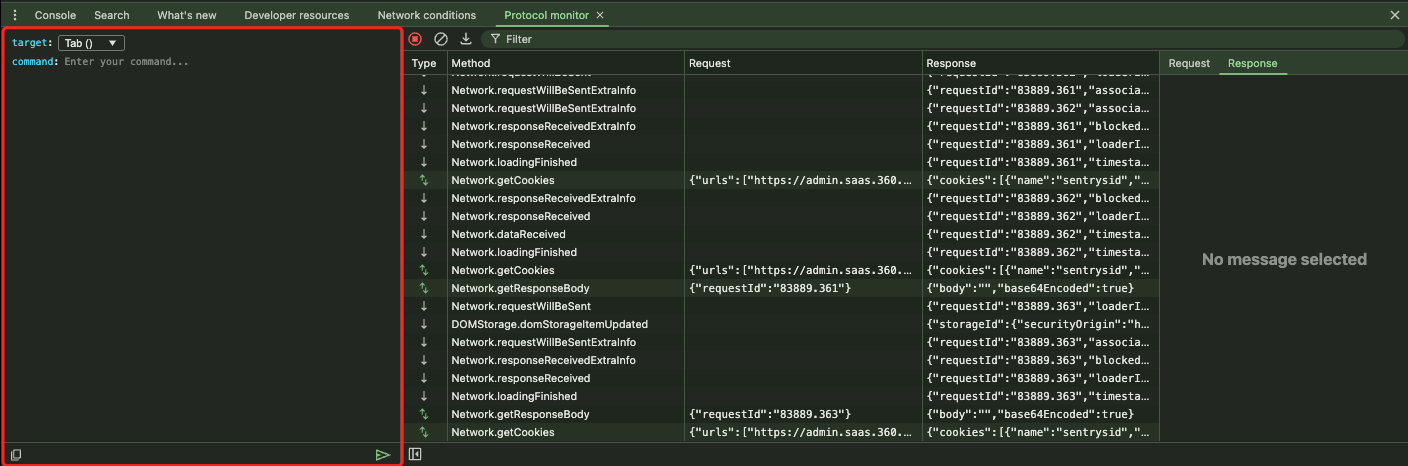 Console Search What's new Developer resources Network conditions Protocol monitor
target: Tab ()
command: Enter your command...
Filter
Type Method Request Response
Request Response
Network.requestWillBeSentExtraInfo {"requestId":"83889.361","associa…
Network.requestWillBeSentExtraInfo {"requestId":"83889.362","associa…
Network.responseReceivedExtraInfo {"requestId":"83889.361","blocked…
Network.responseReceived {"requestId":"83889.361","loaderI…
Network.loadingFinished {"requestId":"83889.361","timesta…
Network.getCookies {"urls":["https://admin.saas.360.… {"cookies":[{"name":"sentrysid","…
Network.responseReceivedExtraInfo {"requestId":"83889.362","blocked…
Network.responseReceived {"requestId":"83889.362","loaderI…
Network.dataReceived {"requestId":"83889.362","timesta…
Network.loadingFinished {"requestId":"83889.362","timesta…
Network.getCookies {"urls":["https://admin.saas.360.… {"cookies":[{"name":"sentrysid","…
Network.getResponseBody {"requestId":"83889.361"} {"body":"","base64Encoded":true}
Network.requestWillBeSent {"requestId":"83889.363","loaderI…
DOMStorage.domStorageItemUpdated {"storageId":{"securityOrigin":"h…
Network.requestWillBeSentExtraInfo {"requestId":"83889.363","associa…
Network.responseReceivedExtraInfo {"requestId":"83889.363","blocked…
Network.responseReceived {"requestId":"83889.363","loaderI…
Network.loadingFinished {"requestId":"83889.363","timesta…
Network.getResponseBody {"requestId":"83889.363"} {"body":"","base64Encoded":true}
Network.getCookies {"urls":["https://admin.saas.360.… {"cookies":[{"name":"sentrysid","…
No message selected